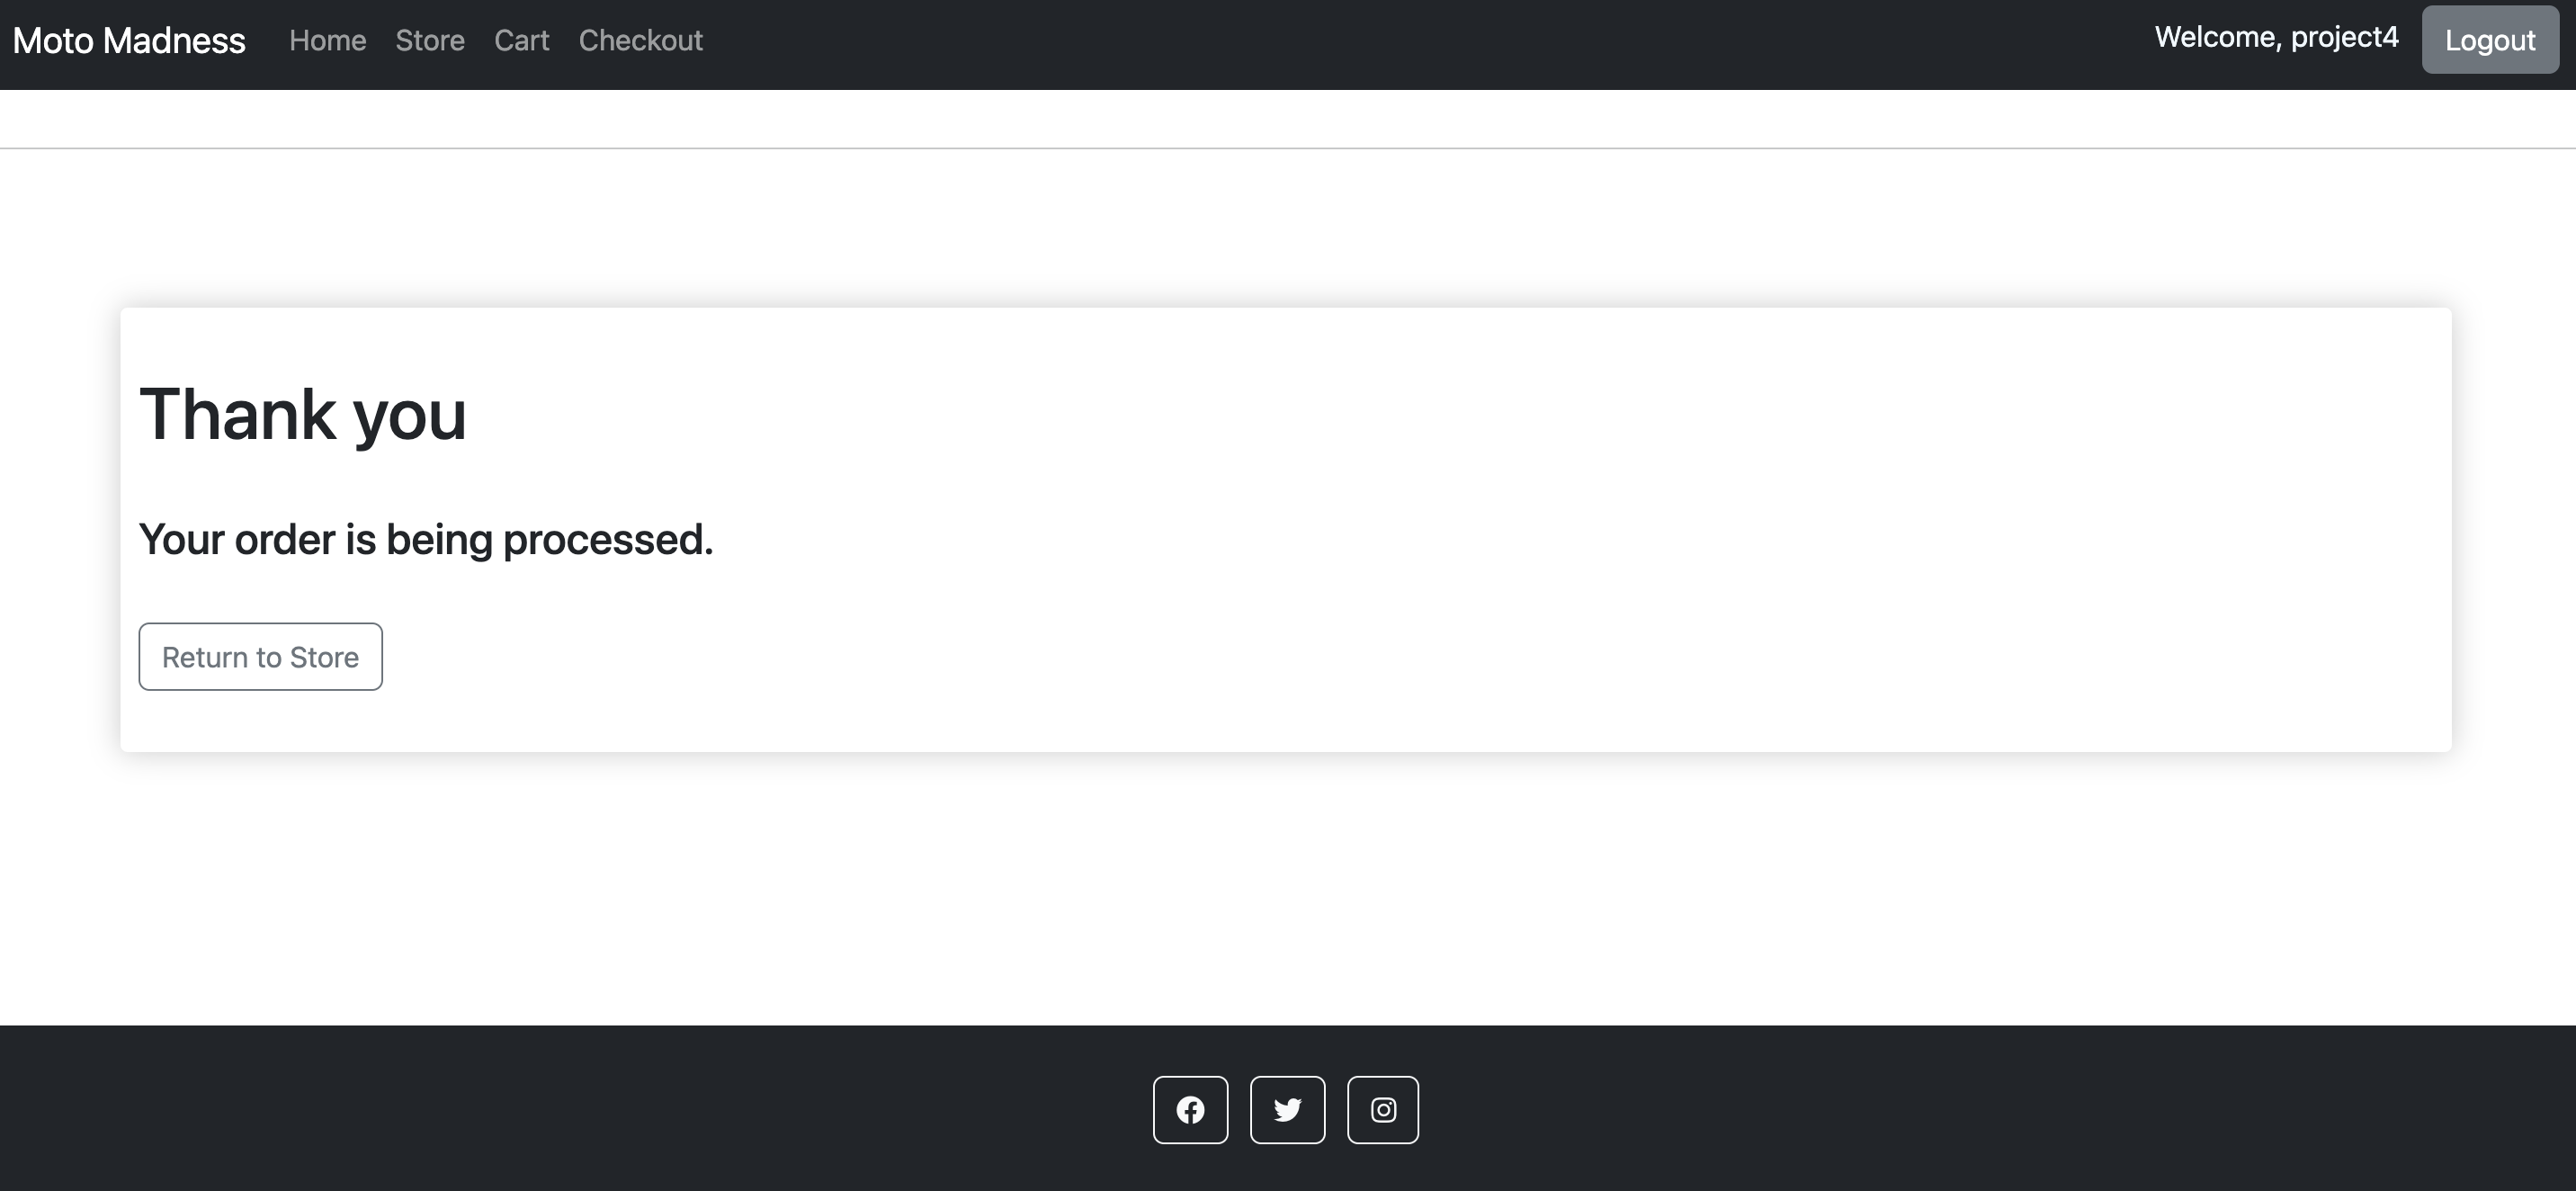 Moto Madness Home Store Cart Checkout Welcome, project4 Logout
Thank you
Your order is being processed.
Return to Store